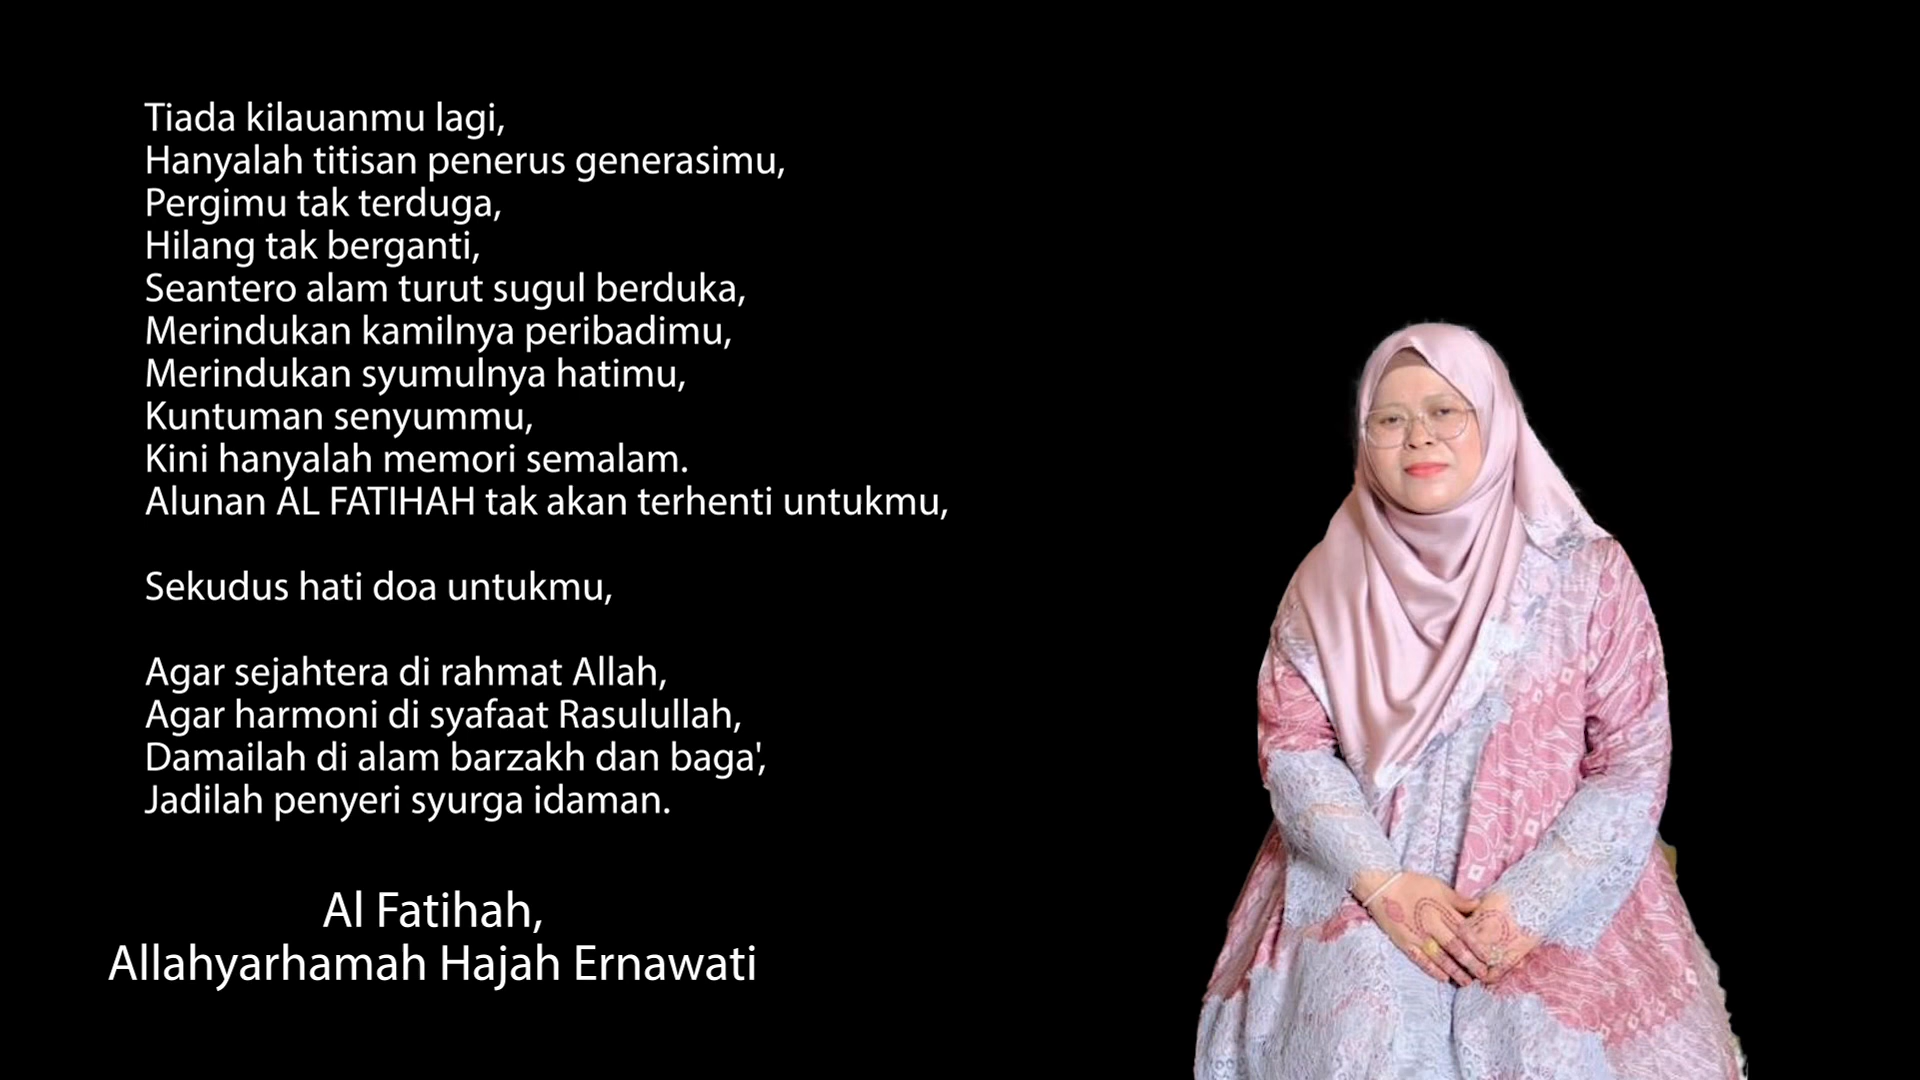 Tiada kilauanmu lagi,
Hanyalah titisan penerus generasimu,
Pergimu tak terduga,
Hilang tak berganti,
Seantero alam turut sugul berduka,
Merindukan kamilnya peribadimu,
Merindukan syumulnya hatimu,
Kuntuman senyummu,
Kini hanyalah memori semalam.
Alunan AL FATIHAH tak akan terhenti untukmu,
Sekudus hati doa untukmu,
Agar sejahtera di rahmat Allah,
Agar harmoni di syafaat Rasulullah,
Damailah di alam barzakh dan baga',
Jadilah penyeri syurga idaman.
Al Fatihah,
Allahyarhamah Hajah Ernawati